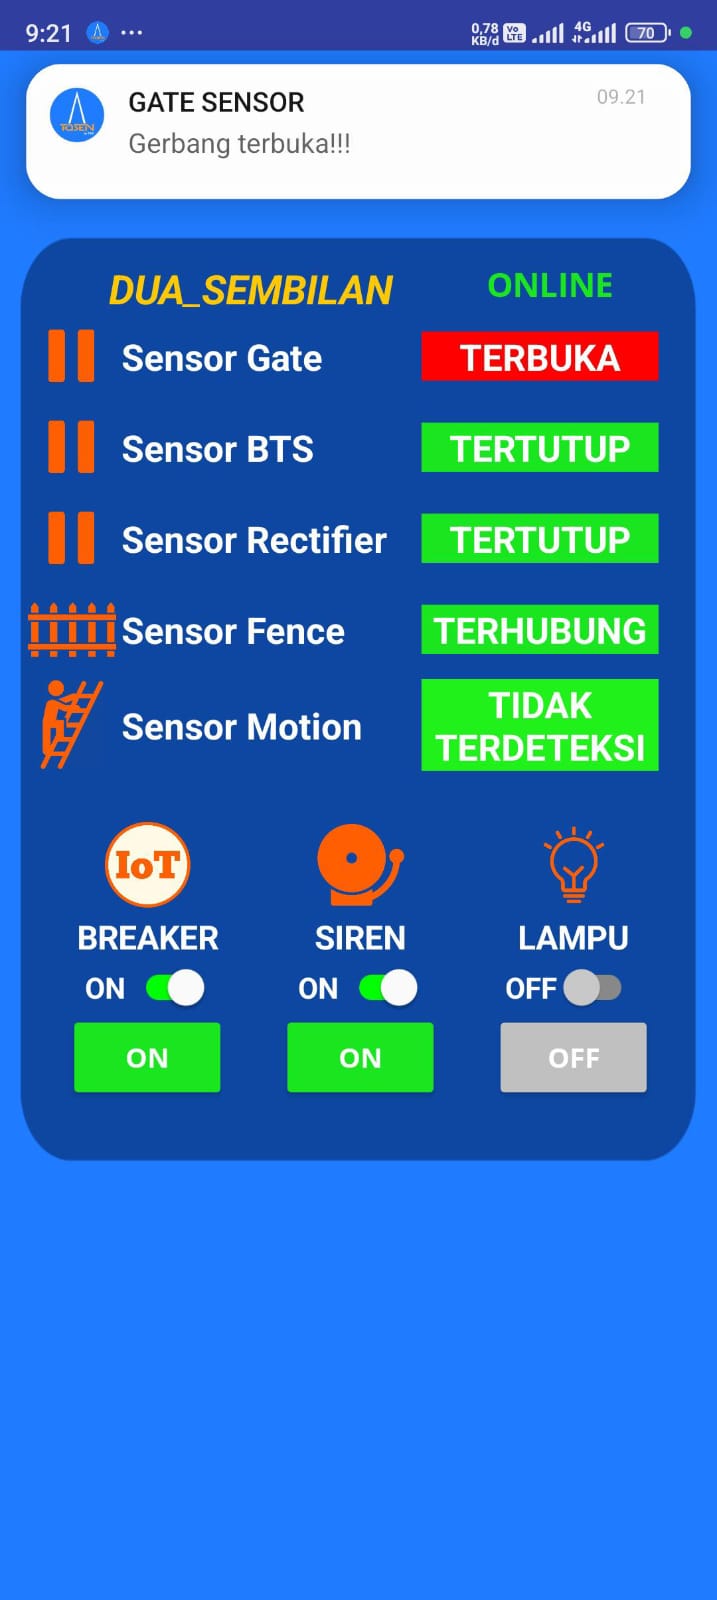 9:21
0,78
KB/d
Vo
LTE
4G
70
GATE SENSOR
09.21
TOSEN
Gerbang terbuka!!!
DUA_SEMBILAN
ONLINE
Sensor Gate
TERBUKA
Sensor BTS
TERTUTUP
Sensor Rectifier
TERTUTUP
Sensor Fence
TERHUBUNG
Sensor Motion
TIDAK
TERDETEKSI
IoT
BREAKER
SIREN
LAMPU
ON
ON
OFF
ON
ON
OFF